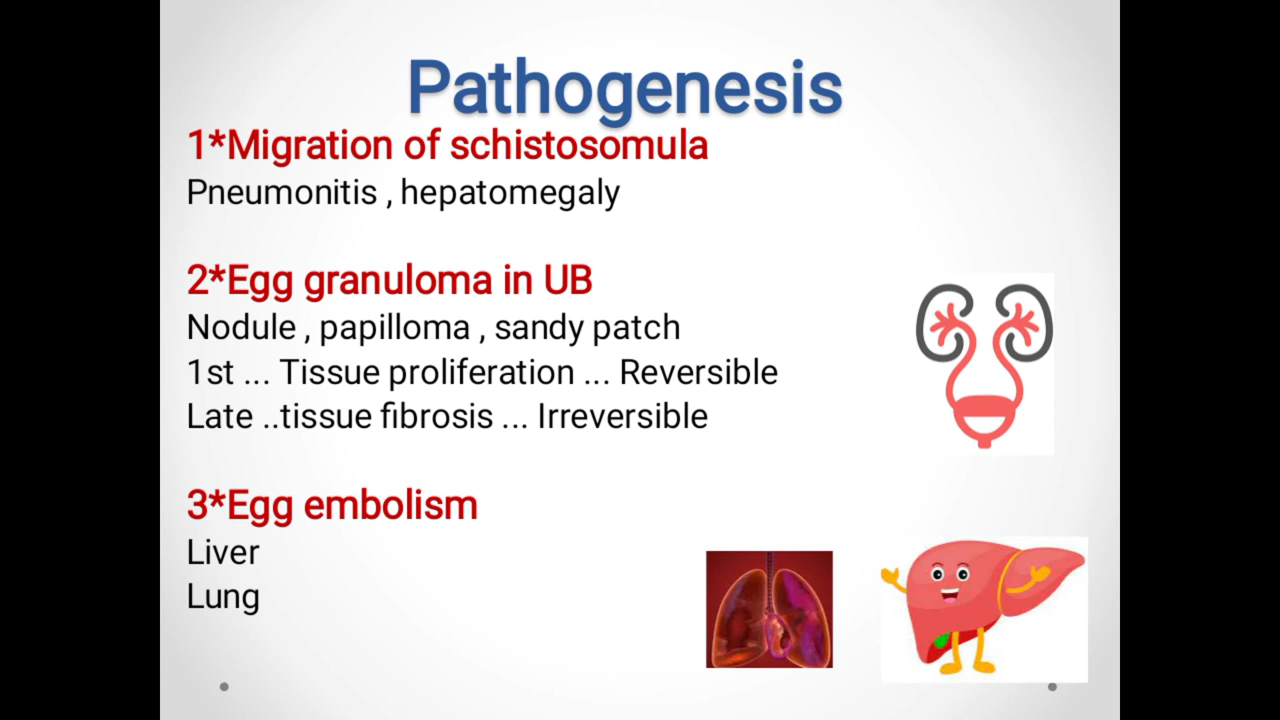 Pathogenesis
1*Migration of schistosomula
Pneumonitis , hepatomegaly
2*Egg granuloma in UB
Nodule , papilloma , sandy patch
1st ... Tissue proliferation ... Reversible
Late ..tissue fibrosis ... Irreversible
3*Egg embolism
Liver
Lung